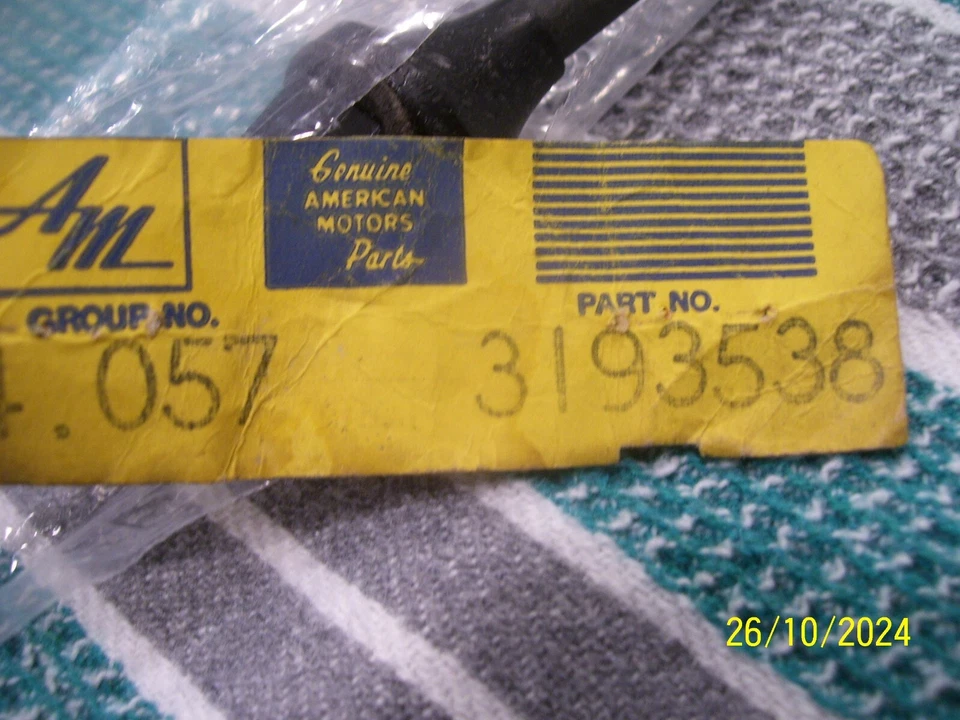 AM
Genuine
AMERICAN
MOTORS
Parts
GROUP NO.
PART NO.
.057
3193538
26/10/2024